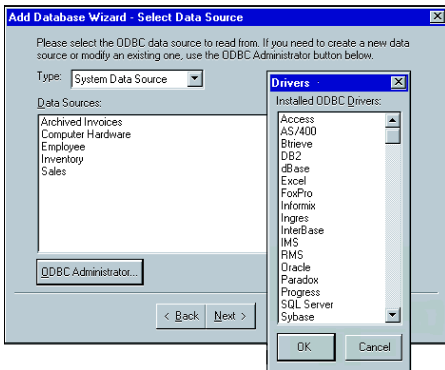 Add Database Wizard - Select Data Source
Please select the ODBC data source to read from. If you need to create a new data
source or modify an existing one, use the ODBC Administrator button below.
Type: System Data Source
Data Sources:
Archived Invoices
Computer Hardware
Employee
Inventory
Sales
ODBC Administrator...
< Back
Next >
Drivers
Installed ODBC Drivers:
Access
AS/400
Btrieve
DB2
dBase
Excel
FoxPro
Informix
Ingres
InterBase
IMS
RMS
Oracle
Paradox
Progress
SQL Server
Sybase
OK
Cancel